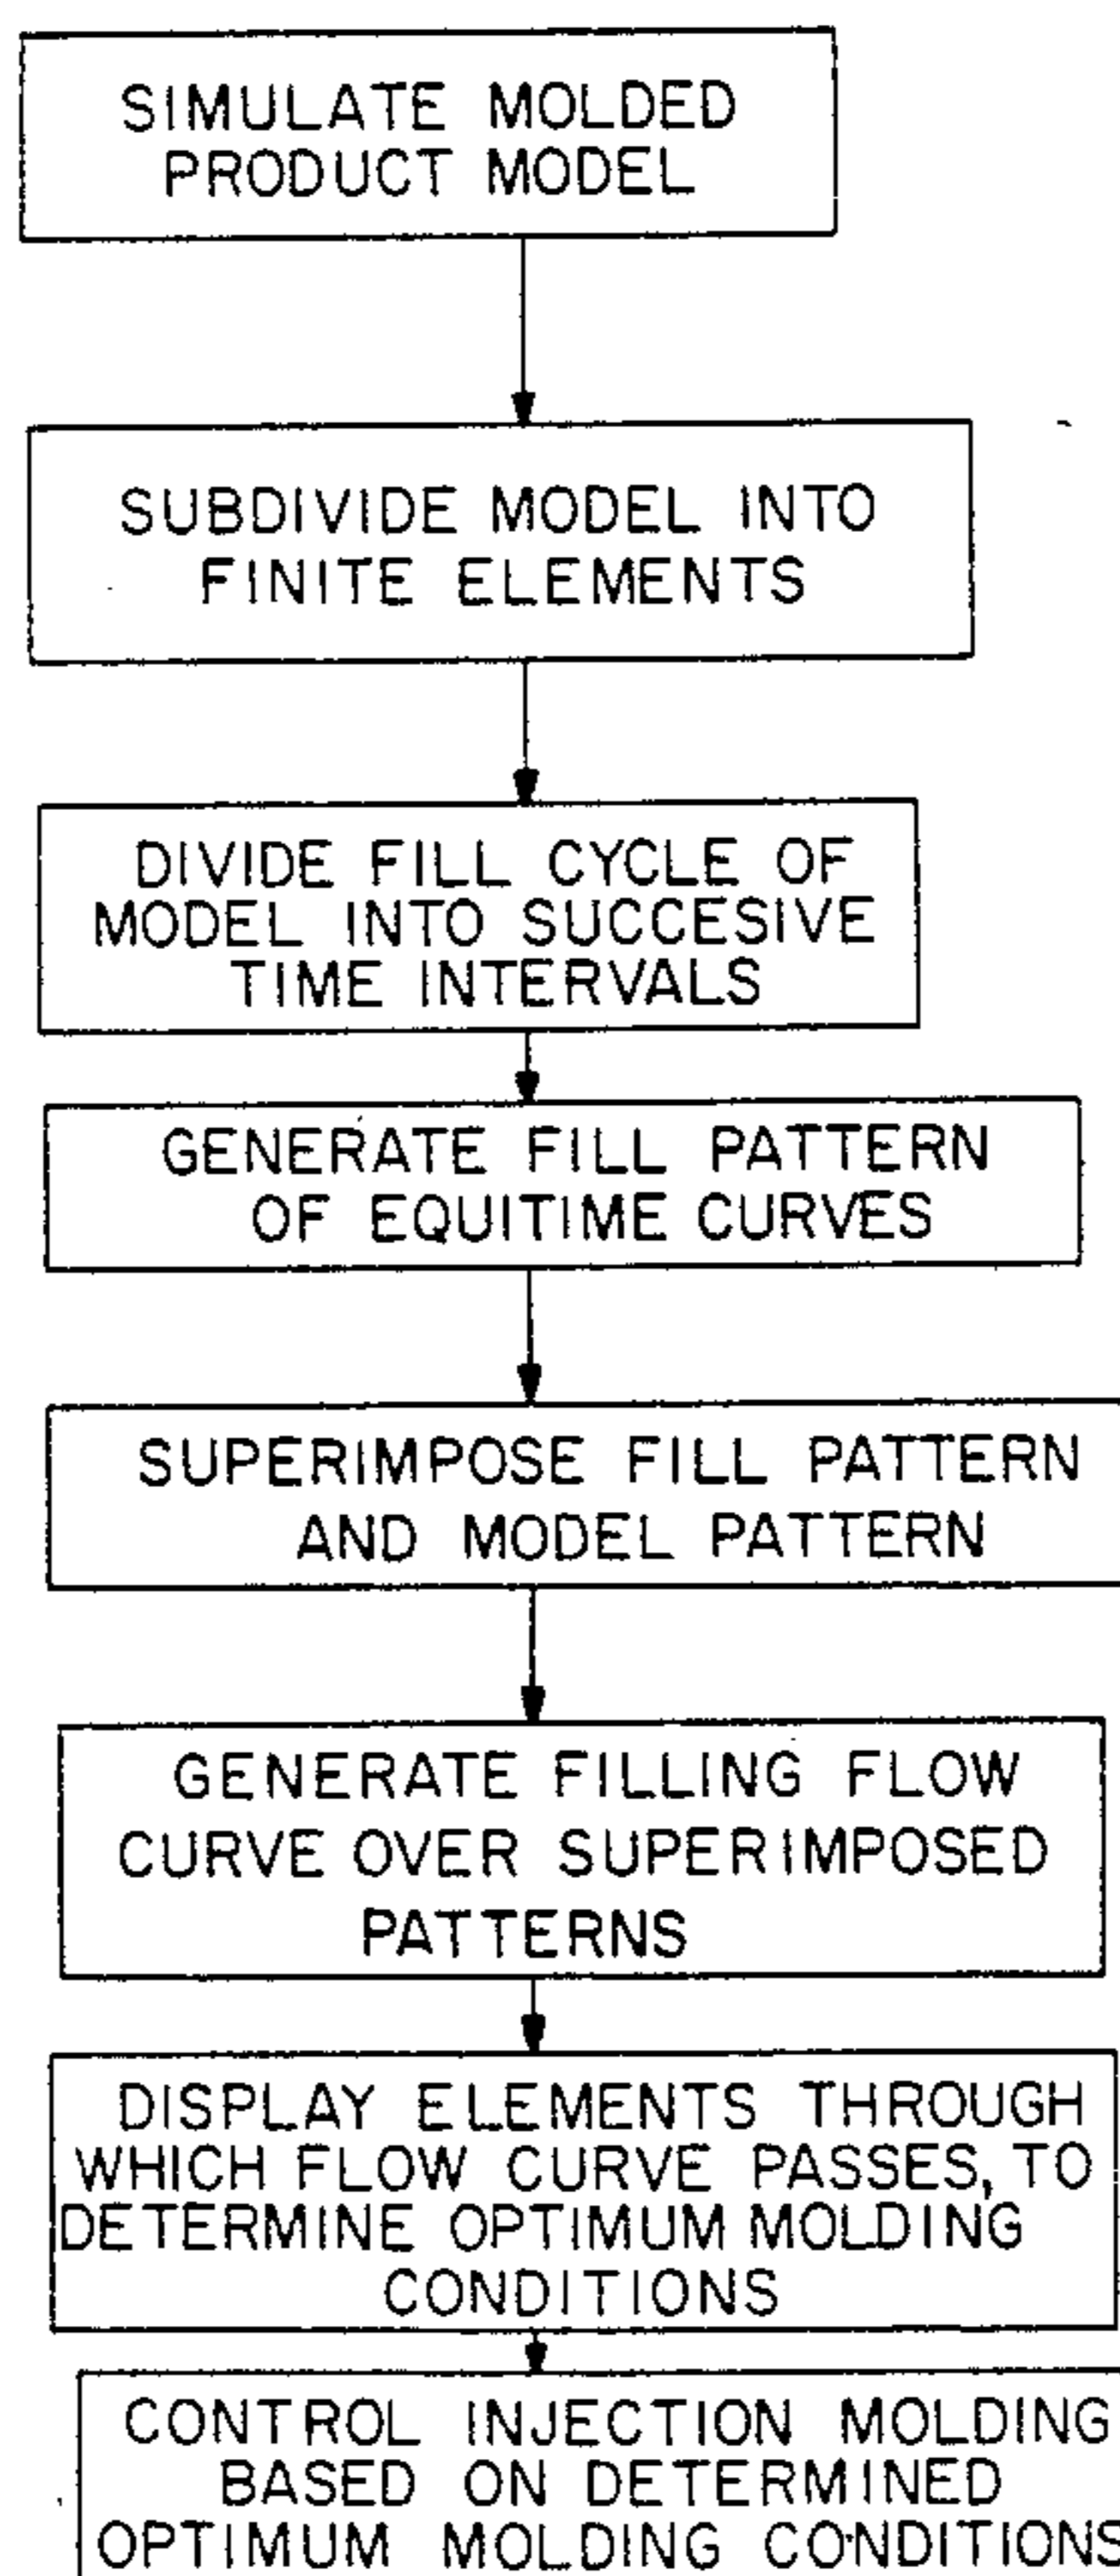 SIMULATE MOLDED
PRODUCT MODEL
SUBDIVIDE MODEL INTO
FINITE ELEMENTS
DIVIDE FILL CYCLE OF
MODEL INTO SUCCESIVE
TIME INTERVALS
GENERATE FILL PATTERN
OF EQUITIME CURVES
SUPERIMPOSE FILL PATTERN
AND MODEL PATTERN
GENERATE FILLING FLOW
CURVE OVER SUPERIMPOSED
PATTERNS
DISPLAY ELEMENTS THROUGH
WHICH FLOW CURVE PASSES, TO
DETERMINE OPTIMUM MOLDING
CONDITIONS
CONTROL INJECTION MOLDING
BASED ON DETERMINED
OPTIMUM MOLDING CONDITIONS